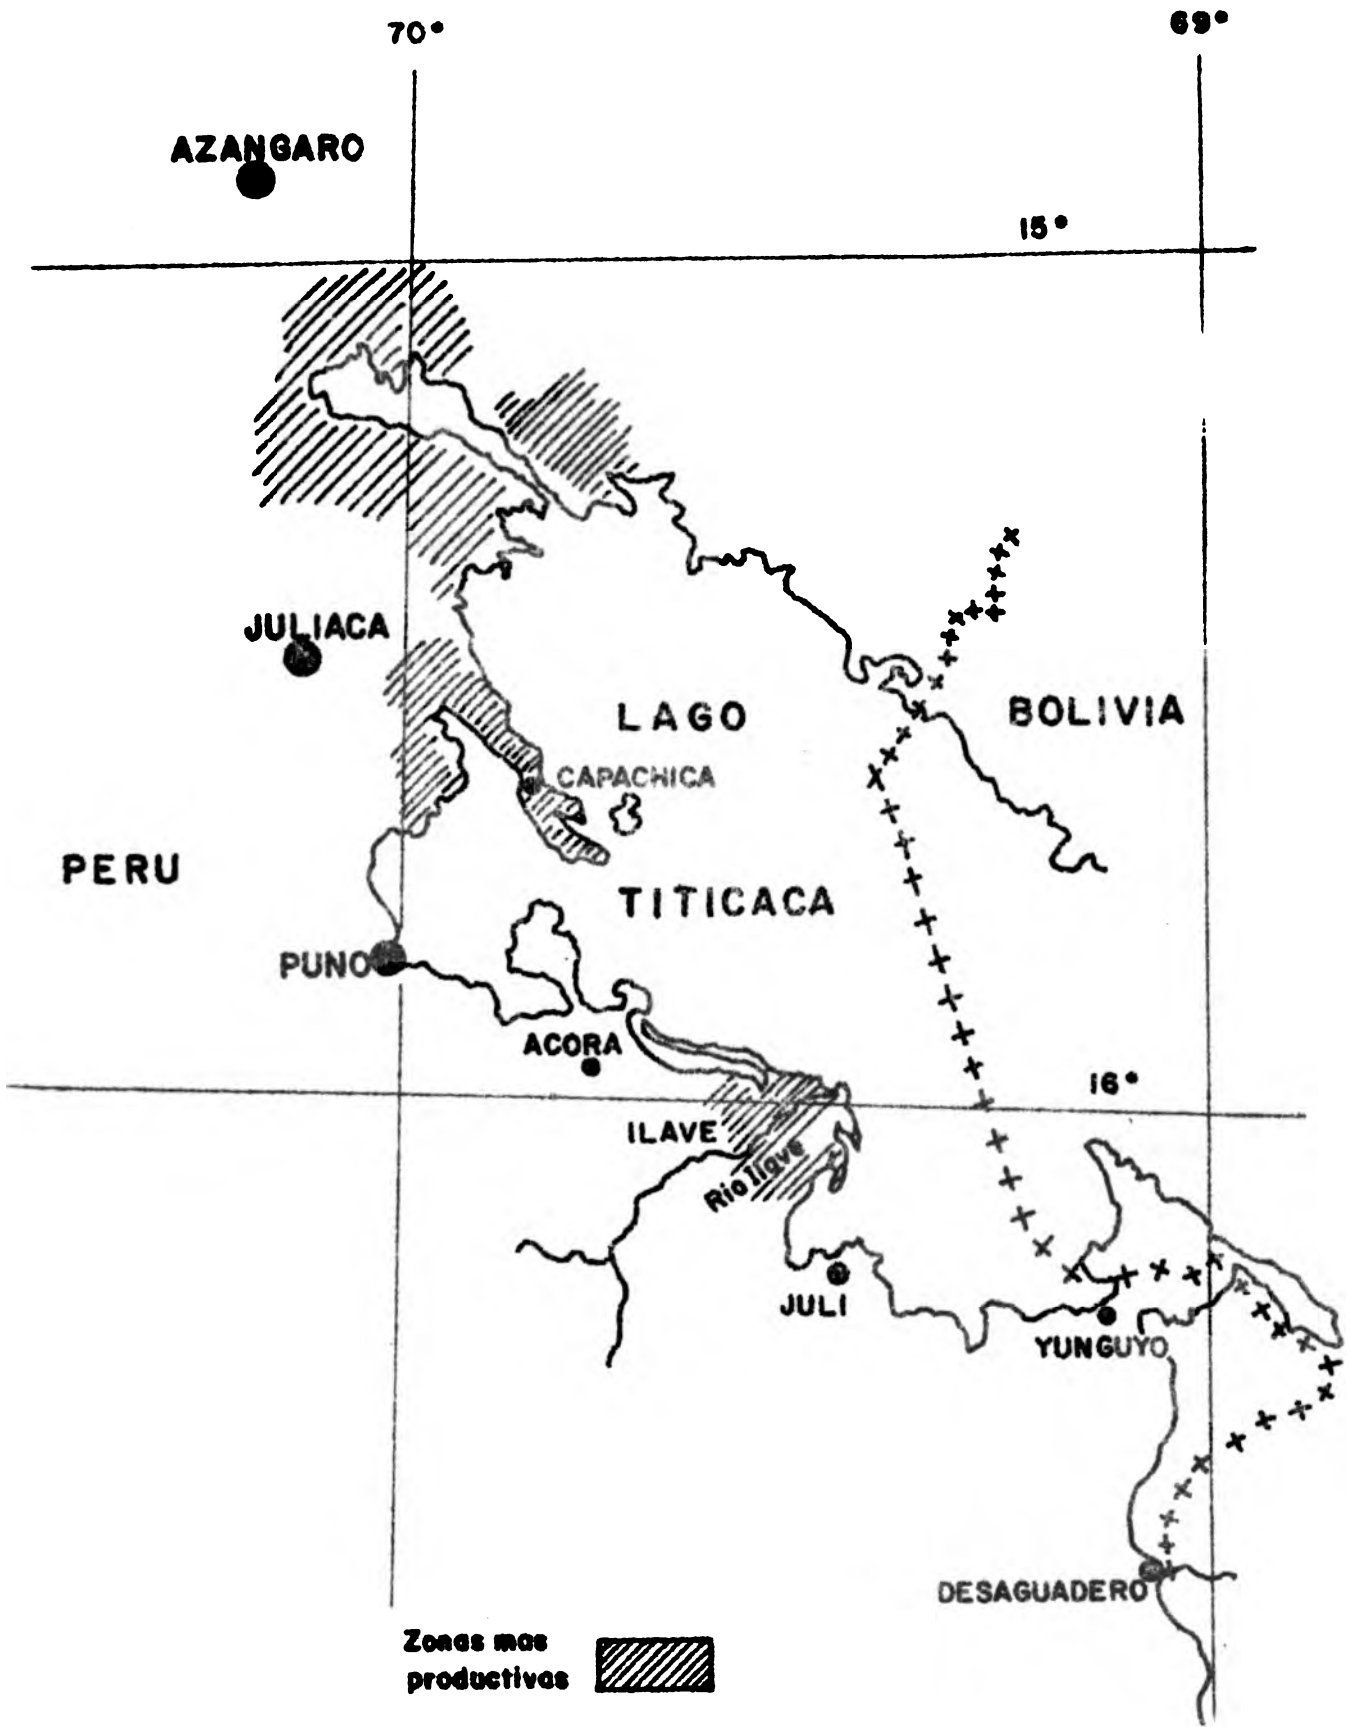 70°
69°
AZANGARO
15°
JULIACA
LAGO
BOLIVIA
CAPACHICA
PERU
TITICACA
PUNO
ACORA
16°
ILAVE
Rio Ilave
JULI
YUNGUYO
DESAGUADERO
Zonas mas
productivas